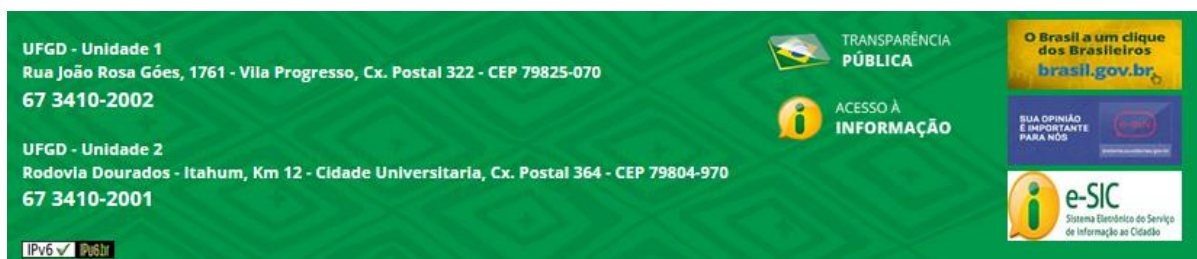 UFGD - Unidade 1
Rua João Rosa Góes, 1761 - Vila Progresso, Cx. Postal 322 - CEP 79825-070
67 3410-2002
UFGD - Unidade 2
Rodovia Dourados - Itahum, Km 12 - Cidade Universitaria, Cx. Postal 364 - CEP 79804-970
67 3410-2001
IPv6 IPv6.br
TRANSPARÊNCIA
PÚBLICA
ACESSO À
INFORMAÇÃO
O Brasil a um clique
dos Brasileiros
brasil.gov.br
SUA OPINIÃO
É IMPORTANTE
PARA NÓS
e-SIC
Sistema Eletrônico do Serviço
de Informação ao Cidadão